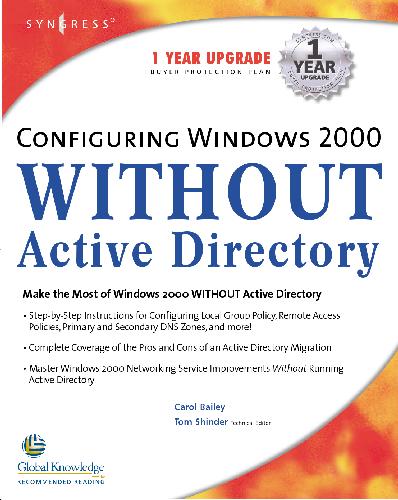 SYNGRESS®
1 YEAR UPGRADE
BUYER PROTECTION PLAN
1
YEAR
UPGRADE
CONFIGURING WINDOWS 2000
WITHOUT
Active Directory
Make the Most of Windows 2000 WITHOUT Active Directory
• Step-by-Step Instructions for Configuring Local Group Policy, Remote Access
Policies, Primary and Secondary DNS Zones, and more!
• Complete Coverage of the Pros and Cons of an Active Directory Migration
• Master Windows 2000 Networking Service Improvements Without Running
Active Directory
Carol Bailey
Tom Shinder Technical Editor
Global Knowledge
RECOMMENDED READING